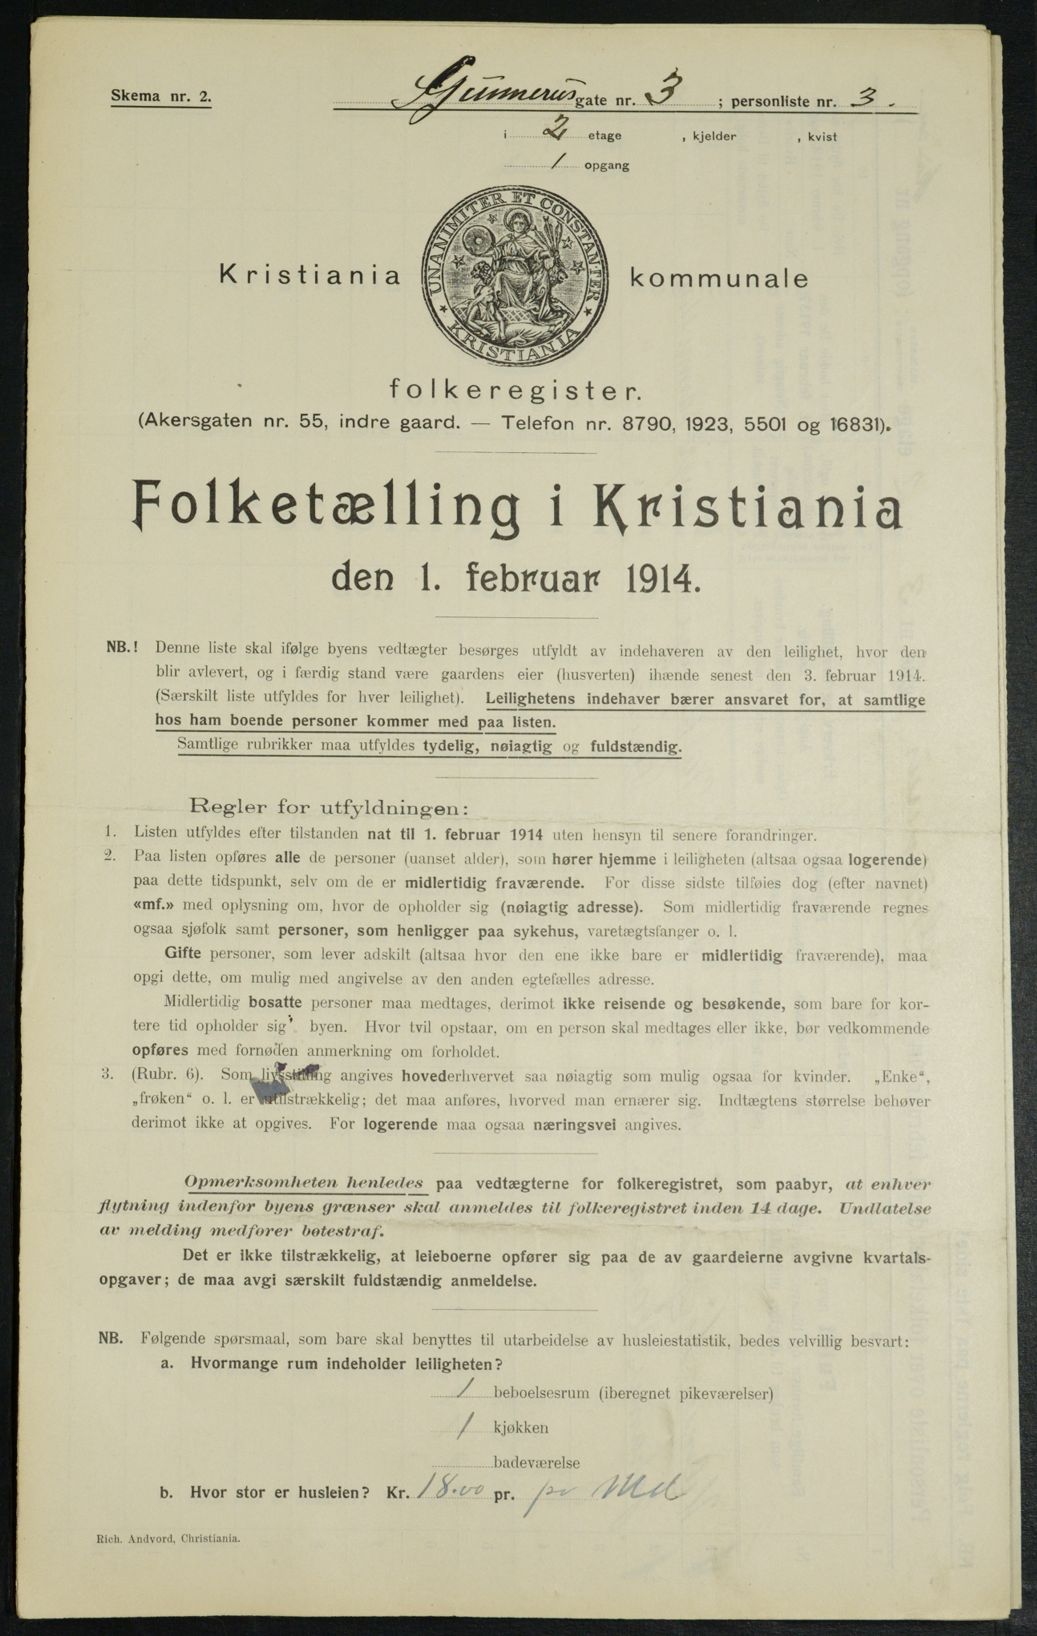 Skema nr. 2.
Gunnerus gate nr. 3 ; personliste nr. 3.
i 2 etage , kjelder , kvist
1 opgang
UNANIMITER ET CONSTANTER
KRISTIANIA
Kristiania kommunale
folkeregister.
(Akersgaten nr. 55, indre gaard. — Telefon nr. 8790, 1923, 5501 og 16831).
Folketælling i Kristiania
den 1. februar 1914.
NB.! Denne liste skal ifølge byens vedtægter besørges utfyldt av indehaveren av den leilighet, hvor den
blir avlevert, og i færdig stand være gaardens eier (husverten) ihænde senest den 3. februar 1914.
(Særskilt liste utfyldes for hver leilighet). Leilighetens indehaver bærer ansvaret for, at samtlige
hos ham boende personer kommer med paa listen.
Samtlige rubrikker maa utfyldes tydelig, nøiagtig og fuldstændig.
Regler for utfyldningen:
1. Listen utfyldes efter tilstanden nat til 1. februar 1914 uten hensyn til senere forandringer.
2. Paa listen opføres alle de personer (uanset alder), som hører hjemme i leiligheten (altsaa ogsaa logerende)
paa dette tidspunkt, selv om de er midlertidig fraværende. For disse sidste tilføies dog (efter navnet)
«mf.» med oplysning om, hvor de opholder sig (nøiagtig adresse). Som midlertidig fraværende regnes
ogsaa sjøfolk samt personer, som henligger paa sykehus, varetægtsfanger o. l.
Gifte personer, som lever adskilt (altsaa hvor den ene ikke bare er midlertidig fraværende), maa
opgi dette, om mulig med angivelse av den anden egtefælles adresse.
Midlertidig bosatte personer maa medtages, derimot ikke reisende og besøkende, som bare for kor-
tere tid opholder sig byen. Hvor tvil opstaar, om en person skal medtages eller ikke, bør vedkommende
opføres med fornøden anmerkning om forholdet.
3. (Rubr. 6). Som livsstilling angives hovederhvervet saa nøiagtig som mulig ogsaa for kvinder. „Enke“,
„frøken“ o. l. er utilstrækkelig; det maa anføres, hvorved man ernærer sig. Indtægtens størrelse behøver
derimot ikke at opgives. For logerende maa ogsaa næringsvei angives.
Opmerksomheten henledes paa vedtægterne for folkeregistret, som paabyr, at enhver
flytning indenfor byens grænser skal anmeldes til folkeregistret inden 14 dage. Undlatelse
av melding medfører bøtestraf.
Det er ikke tilstrækkelig, at leieboerne opfører sig paa de av gaardeierne avgivne kvartals-
opgaver; de maa avgi særskilt fuldstændig anmeldelse.
NB. Følgende spørsmaal, som bare skal benyttes til utarbeidelse av husleiestatistik, bedes velvillig besvart:
a. Hvormange rum indeholder leiligheten?
1 beboelsesrum (iberegnet pikeværelser)
1 kjøkken
badeværelse
b. Hvor stor er husleien? Kr. 18.00 pr. pr Md
Rich. Andvord, Christiania.